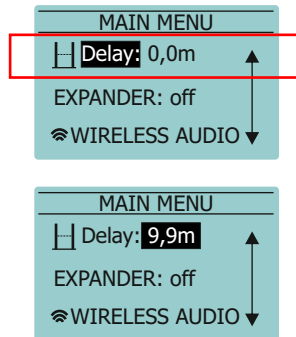 MAIN MENU
Delay: 0,0m
EXPANDER: off
WIRELESS AUDIO
MAIN MENU
Delay: 9,9m
EXPANDER: off
WIRELESS AUDIO